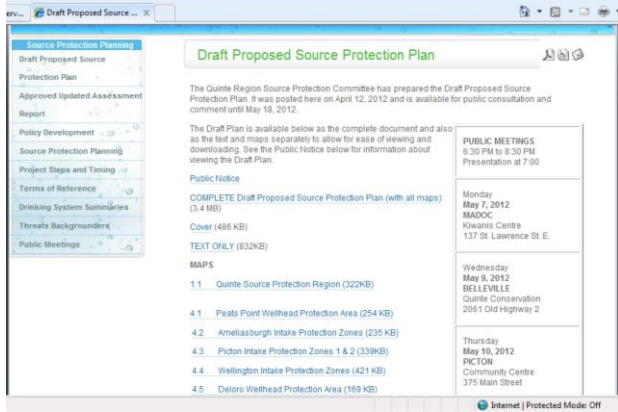 erv...
Draft Proposed Source ...
Source Protection Planning
Draft Proposed Source
Protection Plan
Approved Updated Assessment
Report
Policy Development
Source Protection Planning
Project Steps and Timing
Terms of Reference
Drinking System Summaries
Threats Backgrounders
Public Meetings
Draft Proposed Source Protection Plan
The Quinte Region Source Protection Committee has prepared the Draft Proposed Source
Protection Plan. It was posted here on April 12, 2012 and is available for public consultation and
comment until May 18, 2012.
The Draft Plan is available below as the complete document and also
as the text and maps separately to allow for ease of viewing and
downloading. See the Public Notice below for information about
viewing the Draft Plan.
Public Notice
COMPLETE Draft Proposed Source Protection Plan (with all maps)
(3.4 MB)
Cover (486 KB)
TEXT ONLY (832KB)
MAPS
1.1 Quinte Source Protection Region (322KB)
4.1 Peats Point Wellhead Protection Area (254 KB)
4.2 Ameliasburgh Intake Protection Zones (235 KB)
4.3 Picton Intake Protection Zones 1 & 2 (339KB)
4.4 Wellington Intake Protection Zones (421 KB)
4.5 Deloro Wellhead Protection Area (169 KB)
PUBLIC MEETINGS
6:30 PM to 8:30 PM
Presentation at 7:00
Monday
May 7, 2012
MADOC
Kiwanis Centre
137 St. Lawrence St. E.
Wednesday
May 9, 2012
BELLEVILLE
Quinte Conservation
2061 Old Highway 2
Thursday
May 10, 2012
PICTON
Community Centre
375 Main Street
Internet | Protected Mode: Off